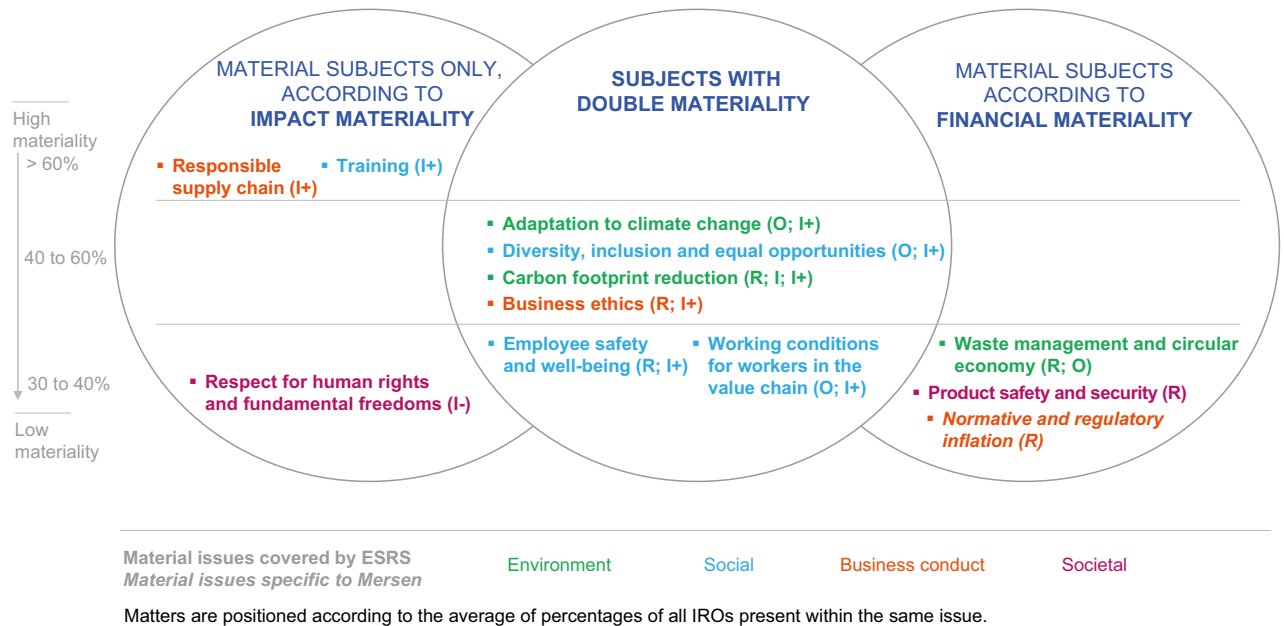 MATERIAL SUBJECTS ONLY,
ACCORDING TO
IMPACT MATERIALITY
SUBJECTS WITH
DOUBLE MATERIALITY
MATERIAL SUBJECTS
ACCORDING TO
FINANCIAL MATERIALITY
High
materiality
> 60%
40 to 60%
30 to 40%
Low
materiality
▪ Responsible
supply chain (I+)
▪ Training (I+)
▪ Adaptation to climate change (O; I+)
▪ Diversity, inclusion and equal opportunities (O; I+)
▪ Carbon footprint reduction (R; I; I+)
▪ Business ethics (R; I+)
▪ Respect for human rights
and fundamental freedoms (I-)
▪ Employee safety
and well-being (R; I+)
▪ Working conditions
for workers in the
value chain (O; I+)
▪ Waste management and circular
economy (R; O)
▪ Product safety and security (R)
▪ Normative and regulatory
inflation (R)
Material issues covered by ESRS
Material issues specific to Mersen
Environment
Social
Business conduct
Societal
Matters are positioned according to the average of percentages of all IROs present within the same issue.